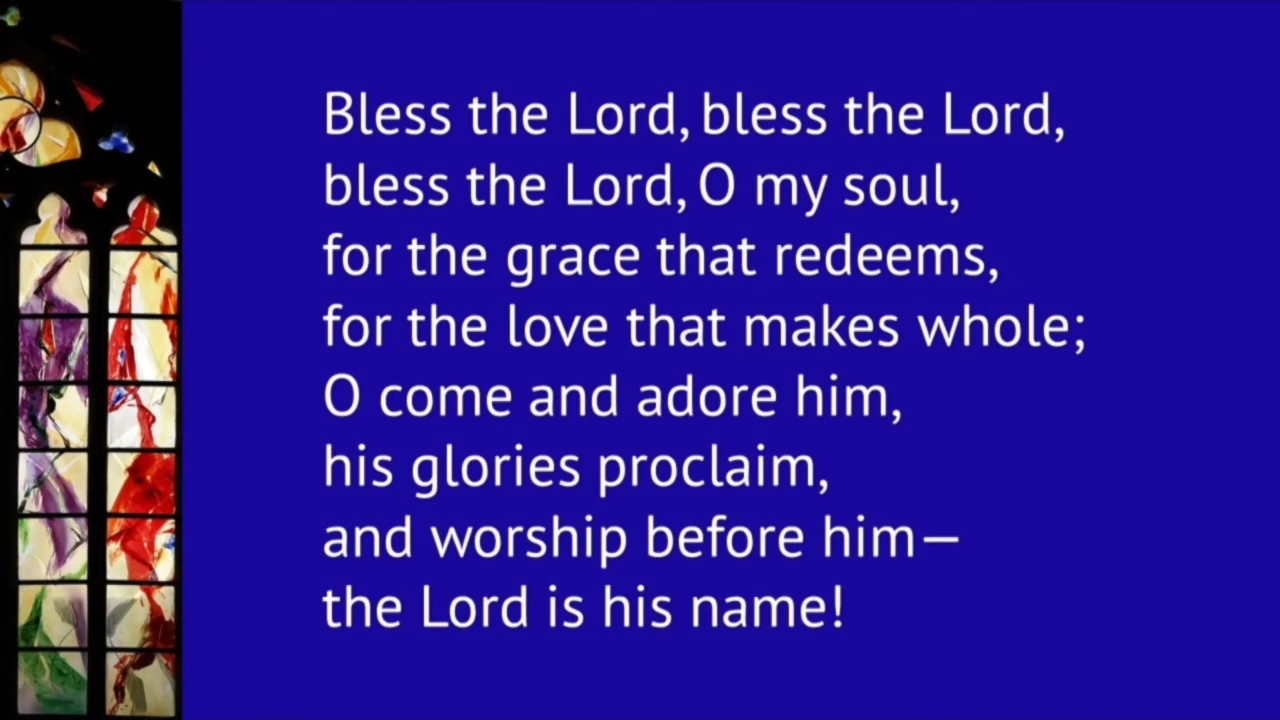 Bless the Lord, bless the Lord,
bless the Lord, O my soul,
for the grace that redeems,
for the love that makes whole;
O come and adore him,
his glories proclaim,
and worship before him—
the Lord is his name!